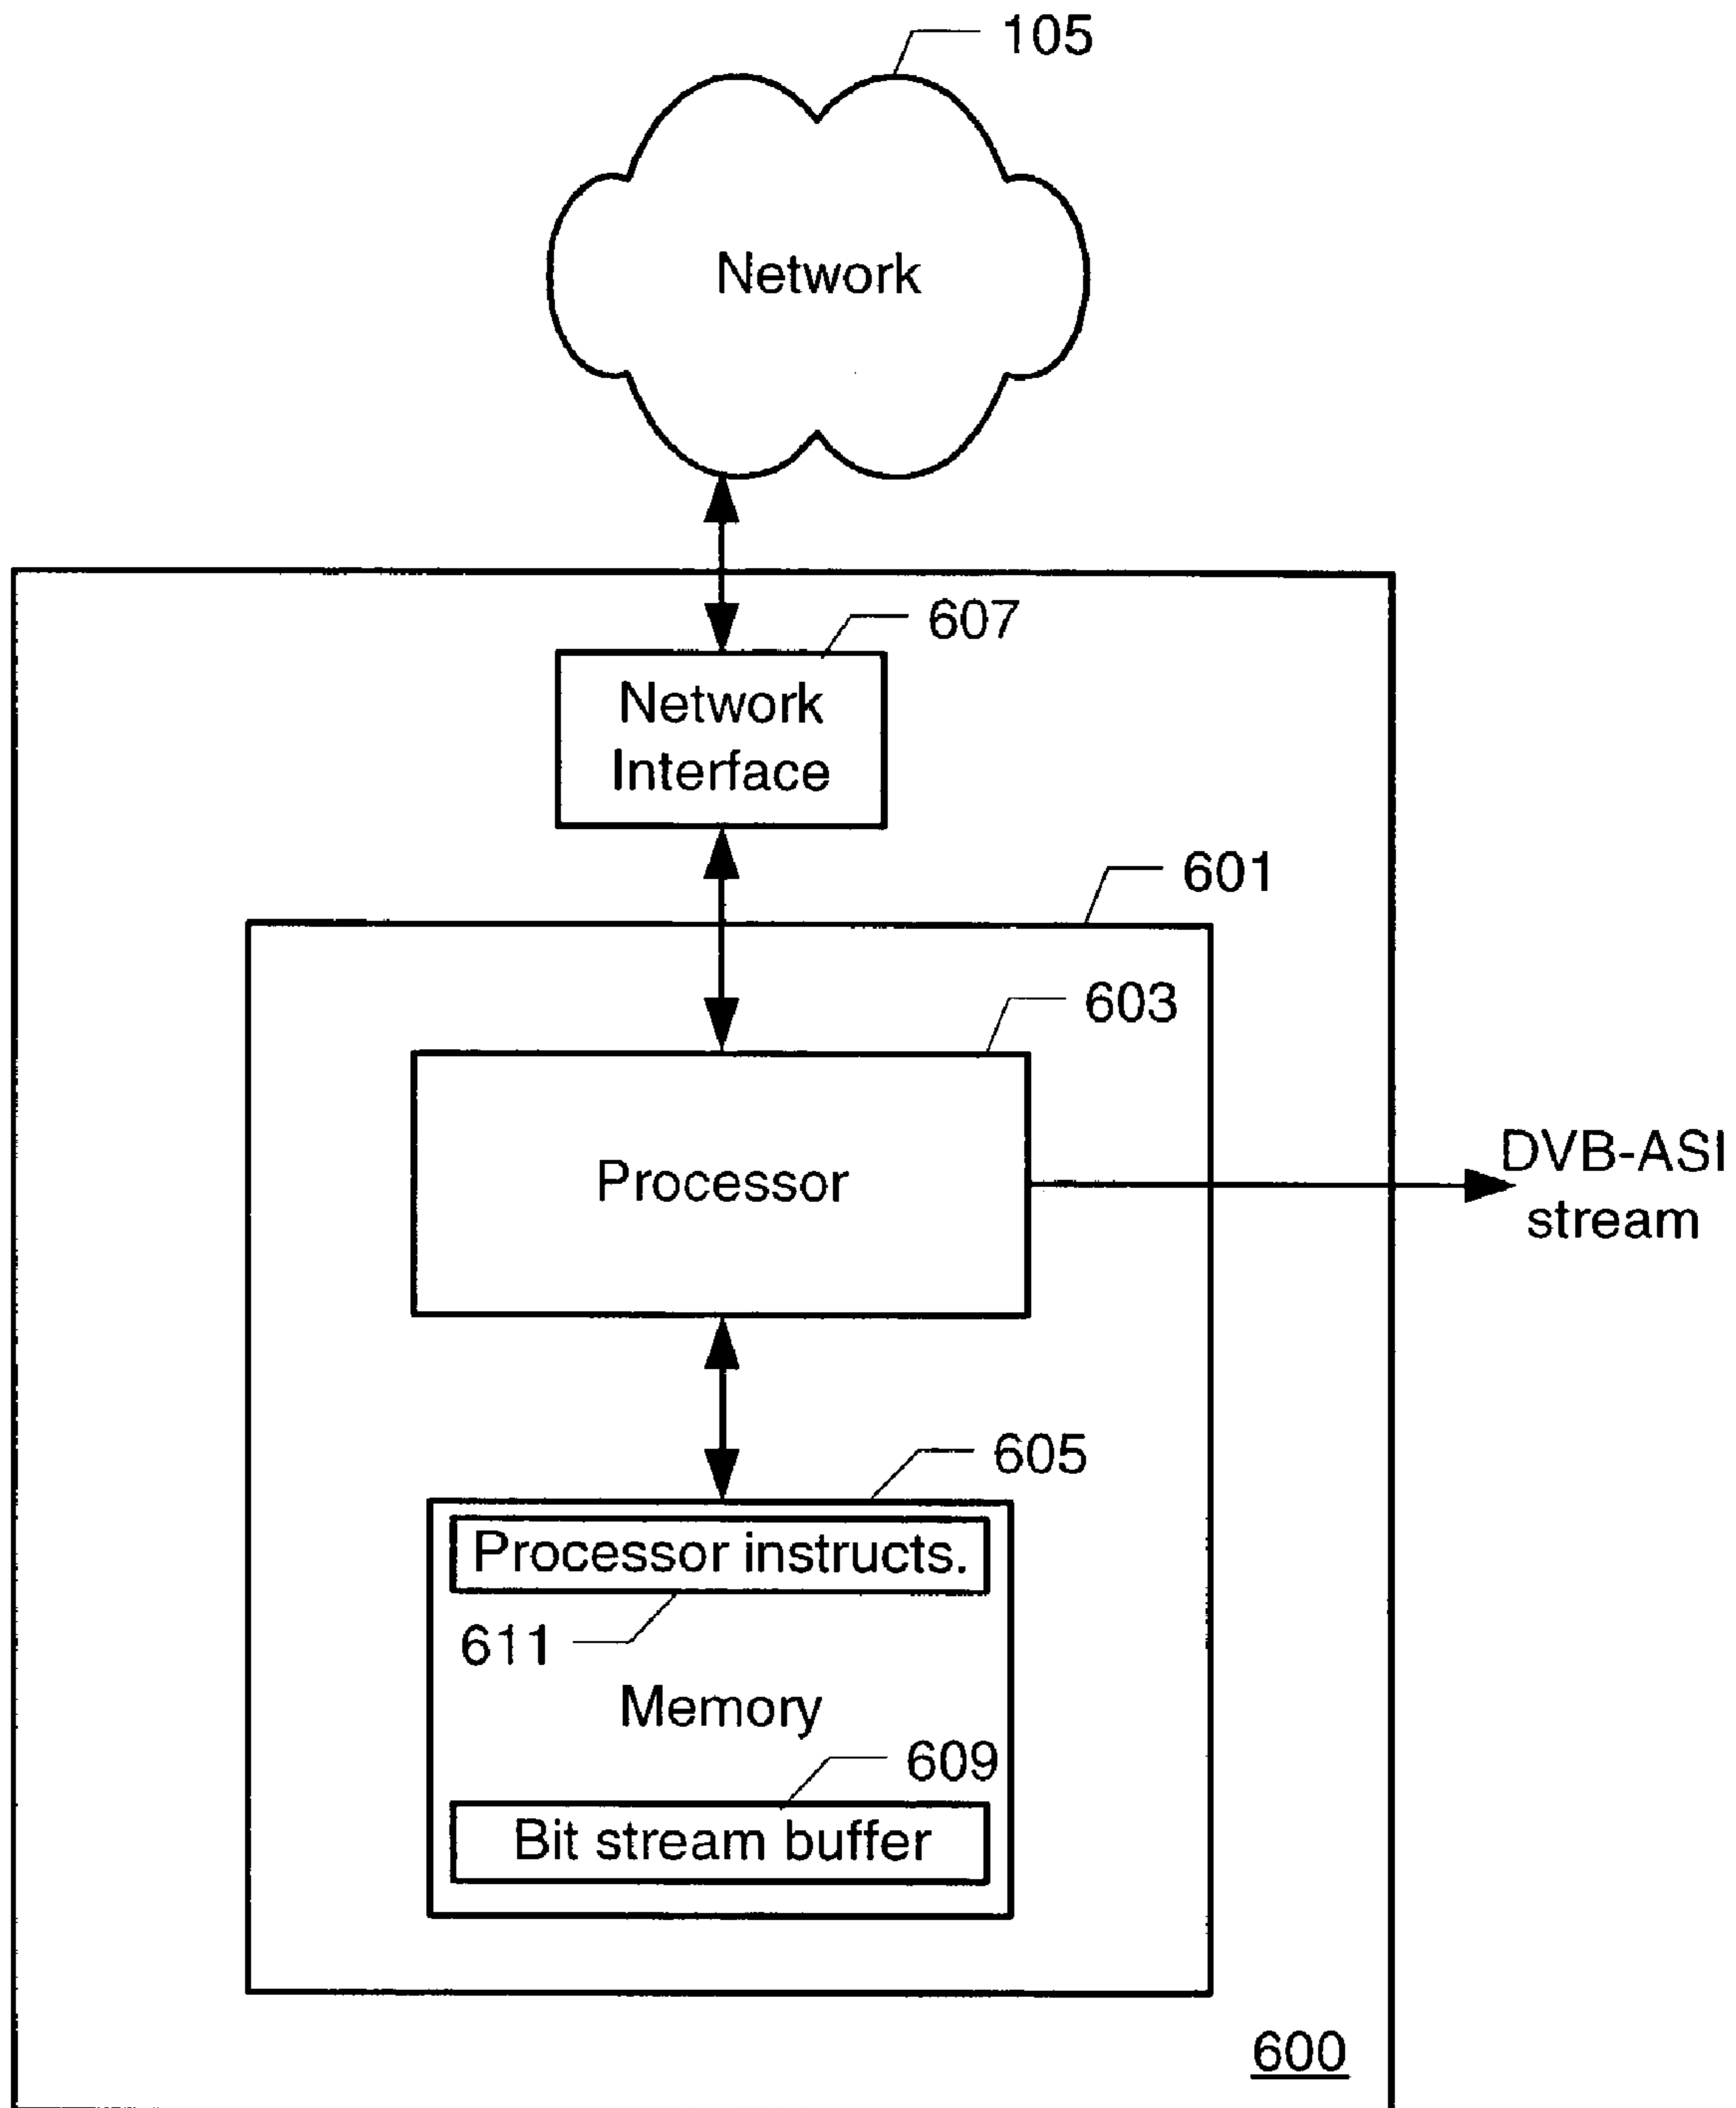 105
Network
607
Network
Interface
601
603
Processor
DVB-ASI
stream
605
Processor instructs.
611
Memory
609
Bit stream buffer
600